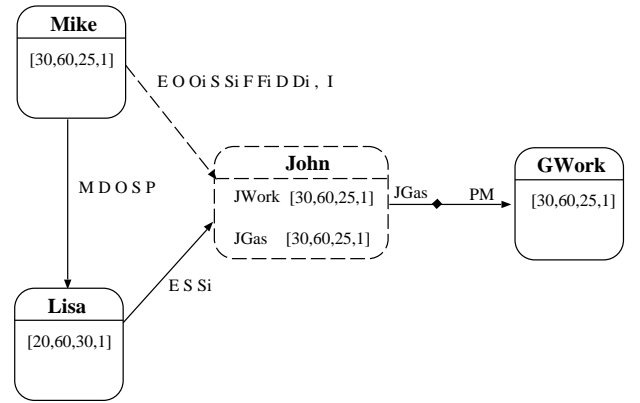 Mike
[30,60,25,1]
E O Oi S Si F Fi D Di , I
John
GWork
JWork [30,60,25,1]
JGas
PM
[30,60,25,1]
M D O S P
JGas [30,60,25,1]
Lisa
E S Si
[20,60,30,1]